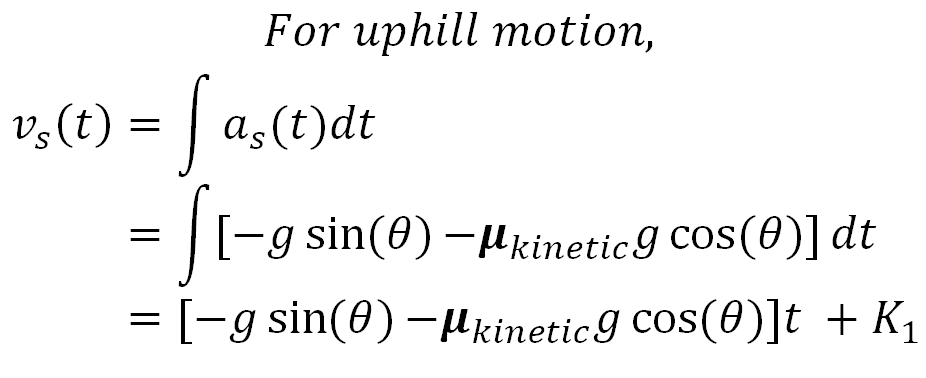 For uphill motion,
v_s(t) = ∫ a_s(t)dt
= ∫ [−g sin(θ) −μ_kinetic g cos(θ)] dt
= [−g sin(θ) −μ_kinetic g cos(θ)]t + K_1